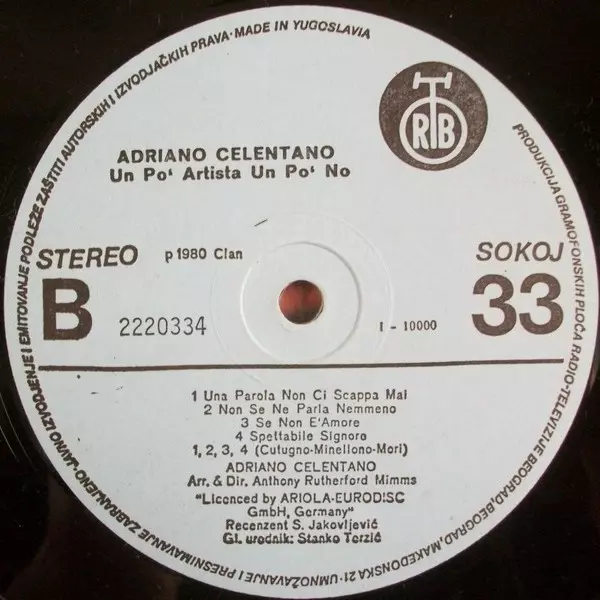 PRODUKCIJA GRAMOFONSKIH PLOČA RADIO-TELEVIZIJE BEOGRAD, BEOGRAD, MAKEDONSKA 21 · UMNOŽAVANJE I PRESNIMAVANJE ZABRANJENO · JAVNO IZVODJENJE I EMITOVANJE PODLEŽE ZAŠTITI AUTORSKIH I IZVODJAČKIH PRAVA · MADE IN YUGOSLAVIA
RTB
ADRIANO CELENTANO
Un Po' Artista Un Po' No
STEREO
p 1980 Clan
SOKOJ
B
2220334
I - 10000
33
1 Una Parola Non Ci Scappa Mai
2 Non Se Ne Parla Nemmeno
3 Se Non E'Amore
4 Spettabile Signore
1, 2, 3, 4 (Cutugno-Minellono-Mori)
ADRIANO CELENTANO
Arr. & Dir. Anthony Rutherford Mimms
"Licenced by ARIOLA-EURODISC
GmbH, Germany"
Recenzent S. Jakovljević
Gl. urednik: Stanko Terzić